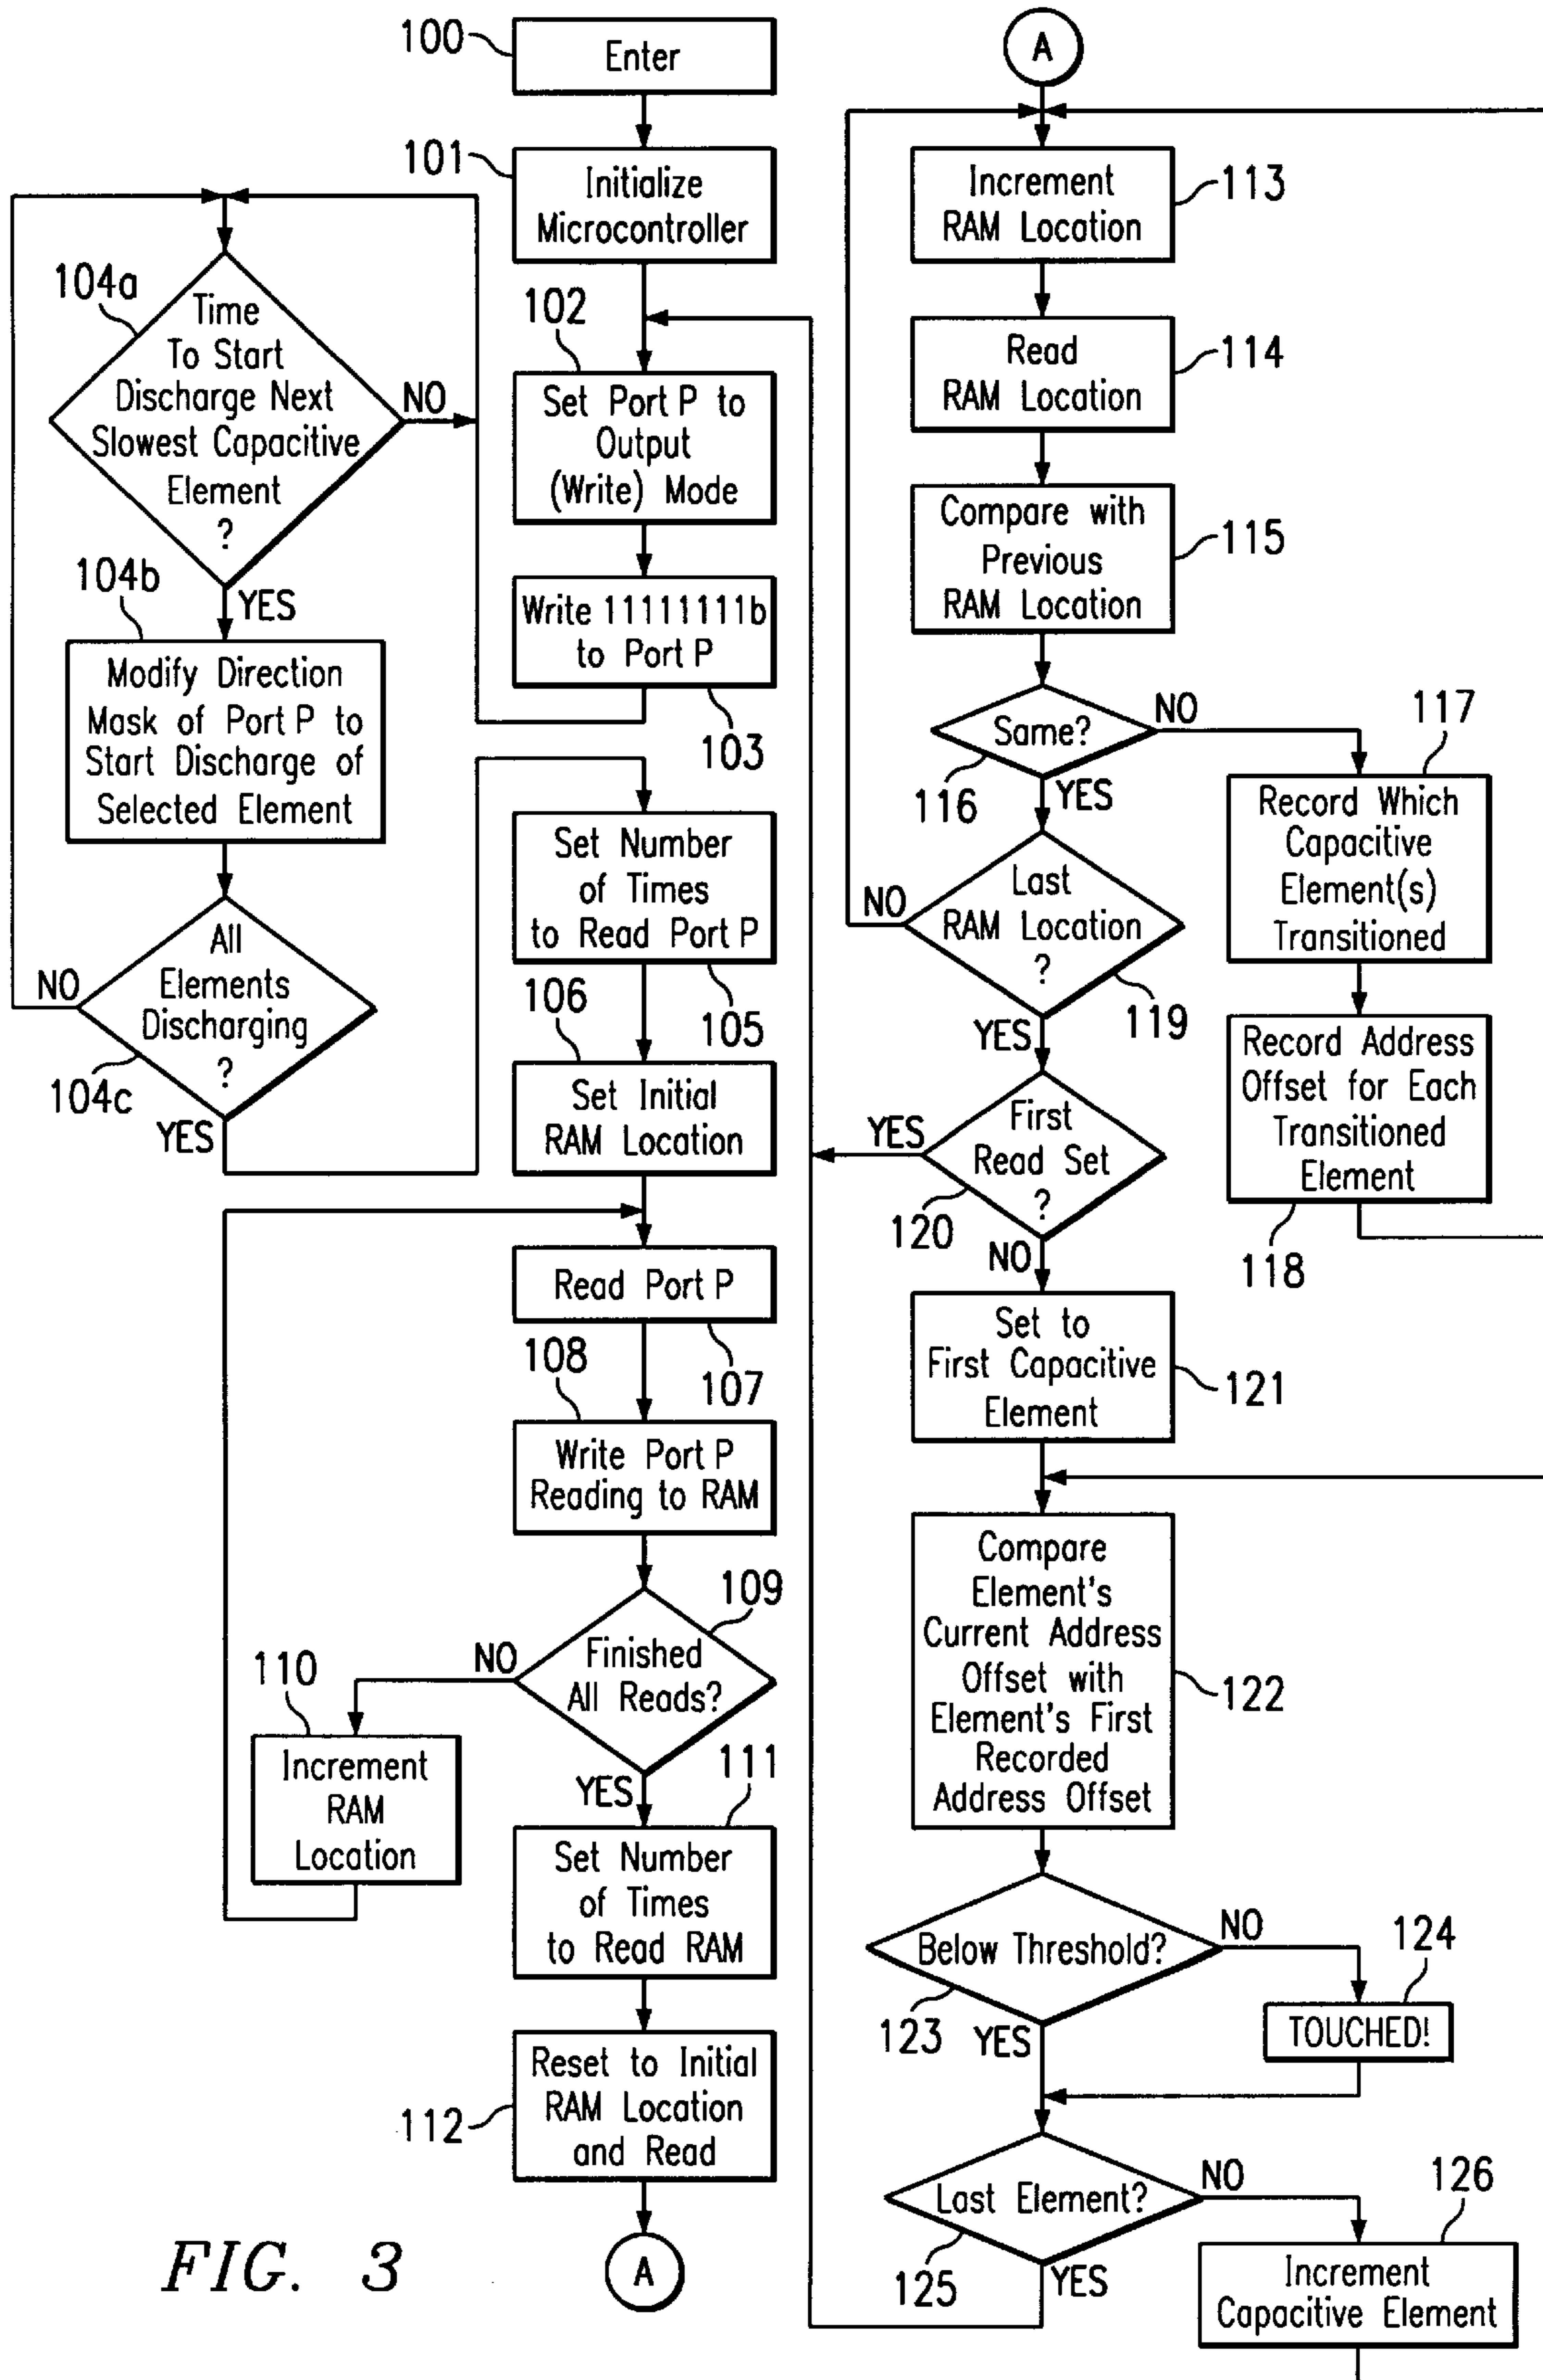 100
Enter
101
Initialize
Microcontroller
102
Set Port P to
Output
(Write) Mode
Write 11111111b
to Port P
103
104a
Time
To Start
Discharge Next
Slowest Capacitive
Element
?
NO
YES
104b
Modify Direction
Mask of Port P to
Start Discharge of
Selected Element
All
Elements
Discharging
?
NO
104c
YES
Set Number
of Times
to Read Port P
105
106
Set Initial
RAM Location
Read Port P
107
108
Write Port P
Reading to RAM
109
Finished
All Reads?
NO
110
Increment
RAM
Location
YES
111
Set Number
of Times
to Read RAM
Reset to Initial
RAM Location
and Read
112
A
A
Increment
RAM Location
113
Read
RAM Location
114
Compare with
Previous
RAM Location
115
Same?
116
NO
YES
117
Record Which
Capacitive
Element(s)
Transitioned
Record Address
Offset for Each
Transitioned
Element
118
Last
RAM Location
?
NO
119
YES
First
Read Set
?
YES
120
NO
Set to
First Capacitive
Element
121
Compare
Element's
Current Address
Offset with
Element's First
Recorded
Address Offset
122
Below Threshold?
NO
123
YES
124
TOUCHED!
Last Element?
NO
125
YES
126
Increment
Capacitive Element
FIG. 3